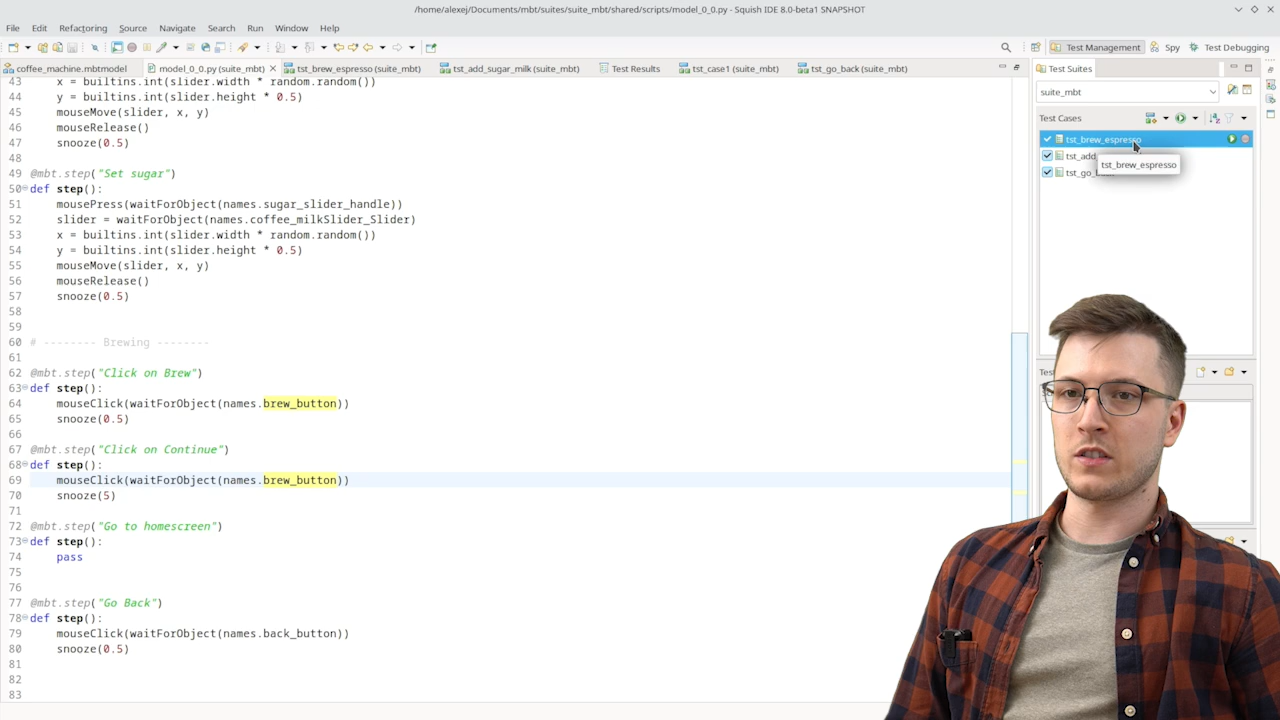 /home/alexej/Documents/mbt/suites/suite_mbt/shared/scripts/model_0_0.py - Squish IDE 8.0-beta1 SNAPSHOT
File Edit Refactoring Source Navigate Search Run Window Help
Test Management Spy Test Debugging
coffee_machine.mbtmodel model_0_0.py (suite_mbt) tst_brew_espresso (suite_mbt) tst_add_sugar_milk (suite_mbt) Test Results tst_case1 (suite_mbt) tst_go_back (suite_mbt)
43 x = builtins.int(slider.width * random.random())
44 y = builtins.int(slider.height * 0.5)
45 mouseMove(slider, x, y)
46 mouseRelease()
47 snooze(0.5)
48
49 @mbt.step("Set sugar")
50 def step():
51 mousePress(waitForObject(names.sugar_slider_handle))
52 slider = waitForObject(names.coffee_milkSlider_Slider)
53 x = builtins.int(slider.width * random.random())
54 y = builtins.int(slider.height * 0.5)
55 mouseMove(slider, x, y)
56 mouseRelease()
57 snooze(0.5)
58
59
60 # -------- Brewing --------
61
62 @mbt.step("Click on Brew")
63 def step():
64 mouseClick(waitForObject(names.brew_button))
65 snooze(0.5)
66
67 @mbt.step("Click on Continue")
68 def step():
69 mouseClick(waitForObject(names.brew_button))
70 snooze(5)
71
72 @mbt.step("Go to homescreen")
73 def step():
74 pass
75
76
77 @mbt.step("Go Back")
78 def step():
79 mouseClick(waitForObject(names.back_button))
80 snooze(0.5)
81
82
83
Test Suites
suite_mbt
Test Cases
tst_brew_espresso
tst_add
tst_brew_espresso